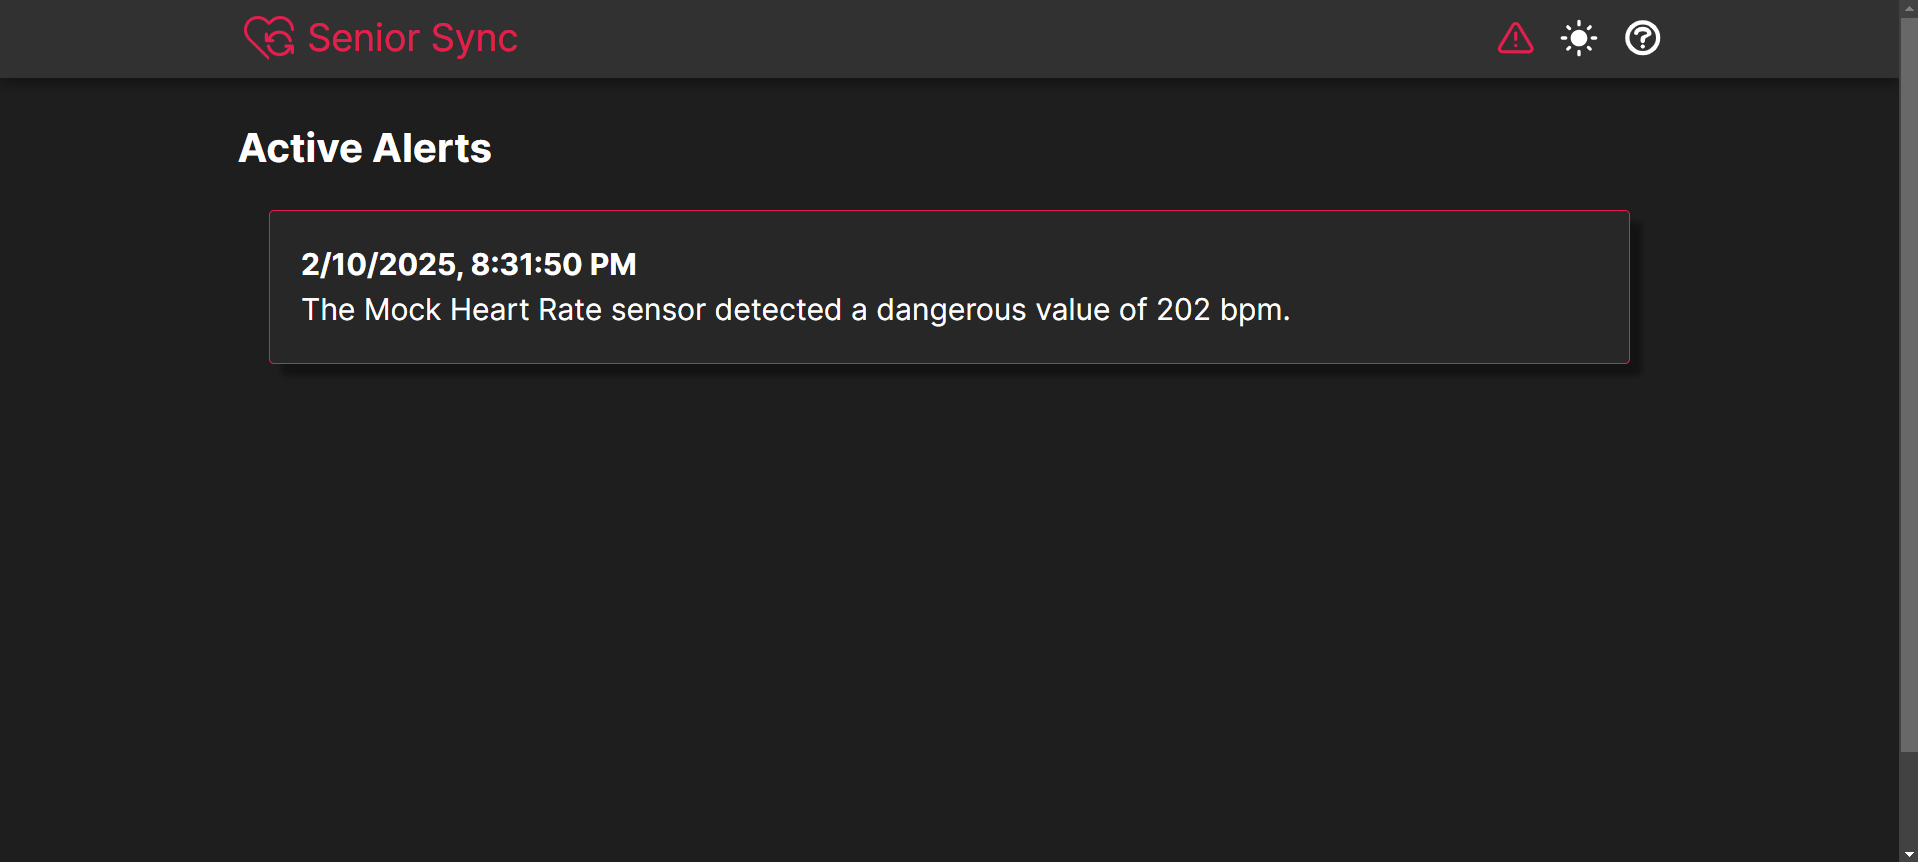 Senior Sync
Active Alerts
2/10/2025, 8:31:50 PM
The Mock Heart Rate sensor detected a dangerous value of 202 bpm.